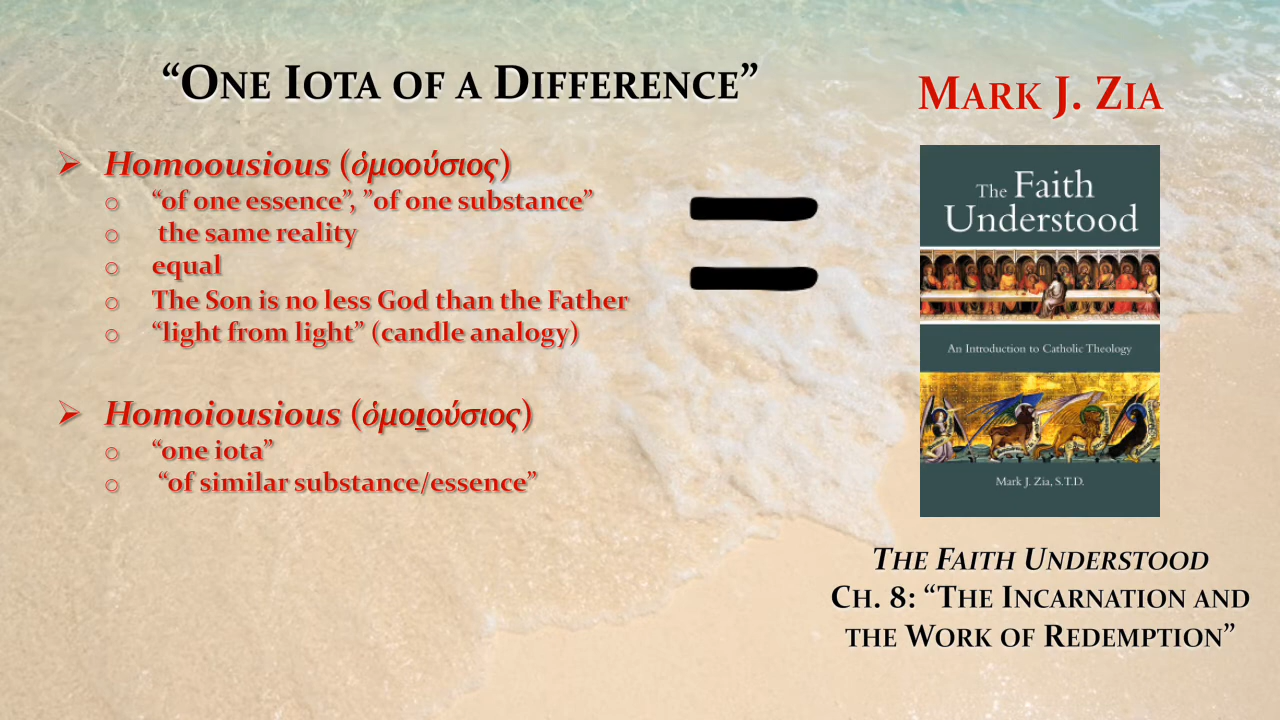 “One Iota of a Difference”
➢ Homoousious (ὁμοούσιος)
o “of one essence”, ”of one substance”
o the same reality
o equal
o The Son is no less God than the Father
o “light from light” (candle analogy)
➢ Homoiousious (ὁμοιούσιος)
o “one iota”
o “of similar substance/essence”
=
Mark J. Zia
The Faith
Understood
An Introduction to Catholic Theology
Mark J. Zia, S.T.D.
The Faith Understood
Ch. 8: “The Incarnation and
the Work of Redemption”